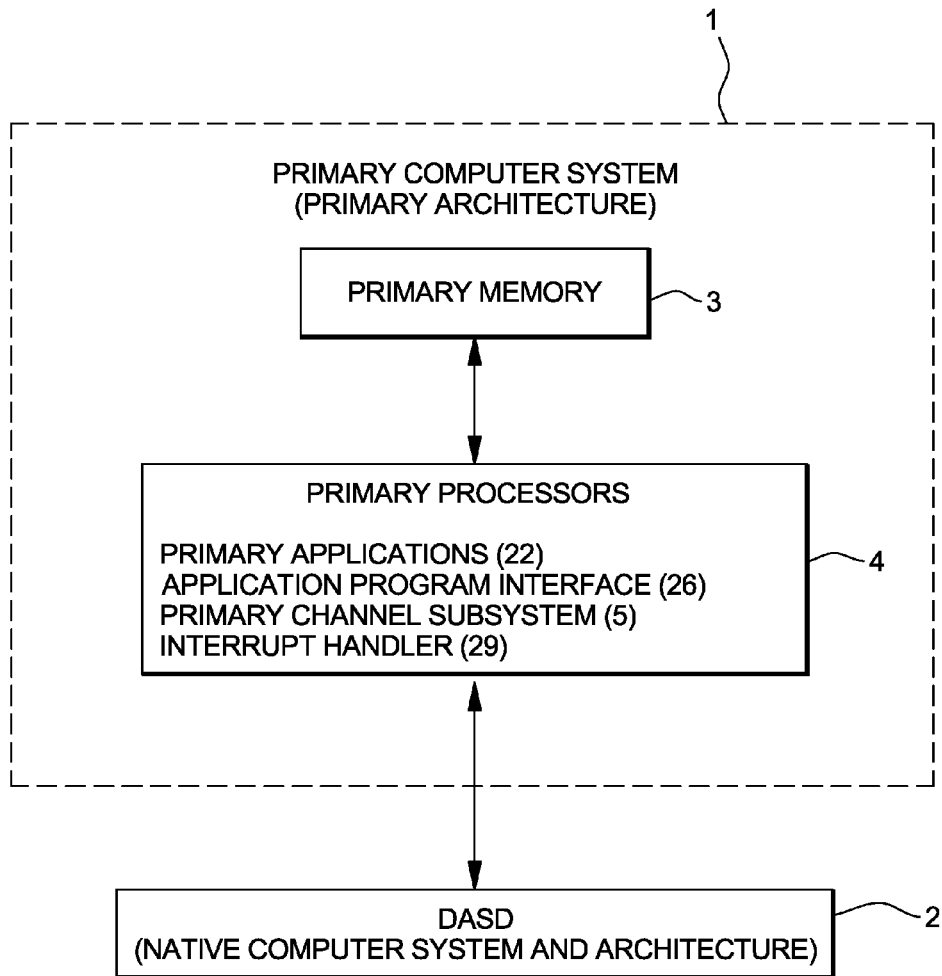 1
PRIMARY COMPUTER SYSTEM
(PRIMARY ARCHITECTURE)
PRIMARY MEMORY
3
PRIMARY PROCESSORS
PRIMARY APPLICATIONS (22)
APPLICATION PROGRAM INTERFACE (26)
PRIMARY CHANNEL SUBSYSTEM (5)
INTERRUPT HANDLER (29)
4
DASD
(NATIVE COMPUTER SYSTEM AND ARCHITECTURE)
2